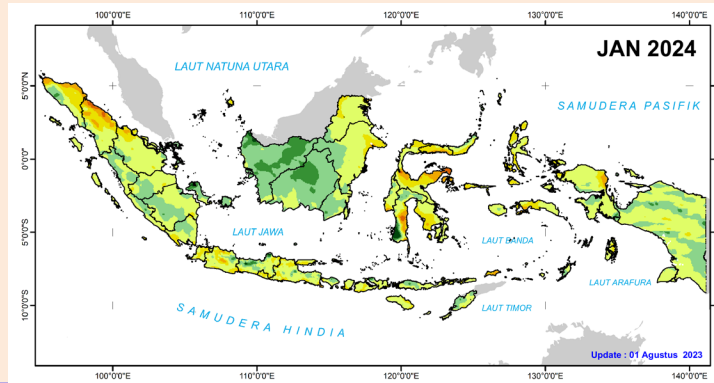 100°0'0"E 110°0'0"E 120°0'0"E 130°0'0"E 140°0'0"E
JAN 2024
LAUT NATUNA UTARA
5°0'0"N
SAMUDERA PASIFIK
0°0'0"
5°0'0"S
LAUT JAWA
LAUT BANDA
LAUT ARAFURA
10°0'0"S
SAMUDERA HINDIA
LAUT TIMOR
Update : 01 Agustus 2023
100°0'0"E 110°0'0"E 120°0'0"E 130°0'0"E 140°0'0"E